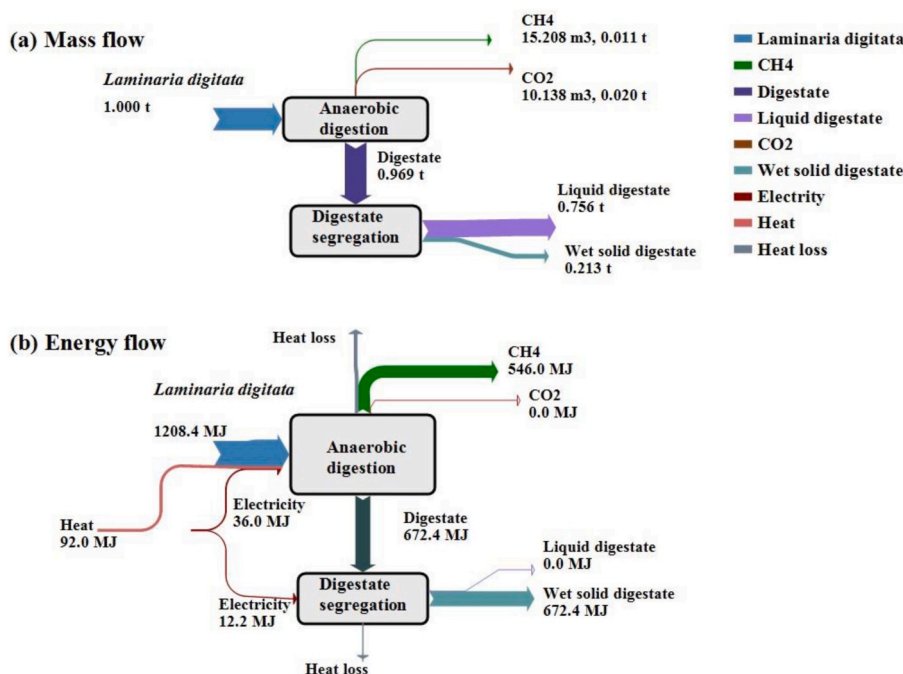 (a) Mass flow
CH4
15.208 m3, 0.011 t
CO2
10.138 m3, 0.020 t
Laminaria digitata
1.000 t
Anaerobic
digestion
Digestate
0.969 t
Digestate
segregation
Liquid digestate
0.756 t
Wet solid digestate
0.213 t
Laminaria digitata
CH4
Digestate
Liquid digestate
CO2
Wet solid digestate
Electrity
Heat
Heat loss
(b) Energy flow
Heat loss
CH4
546.0 MJ
CO2
0.0 MJ
Laminaria digitata
1208.4 MJ
Anaerobic
digestion
Electricity
36.0 MJ
Heat
92.0 MJ
Digestate
672.4 MJ
Electricity
12.2 MJ
Digestate
segregation
Liquid digestate
0.0 MJ
Wet solid digestate
672.4 MJ
Heat loss